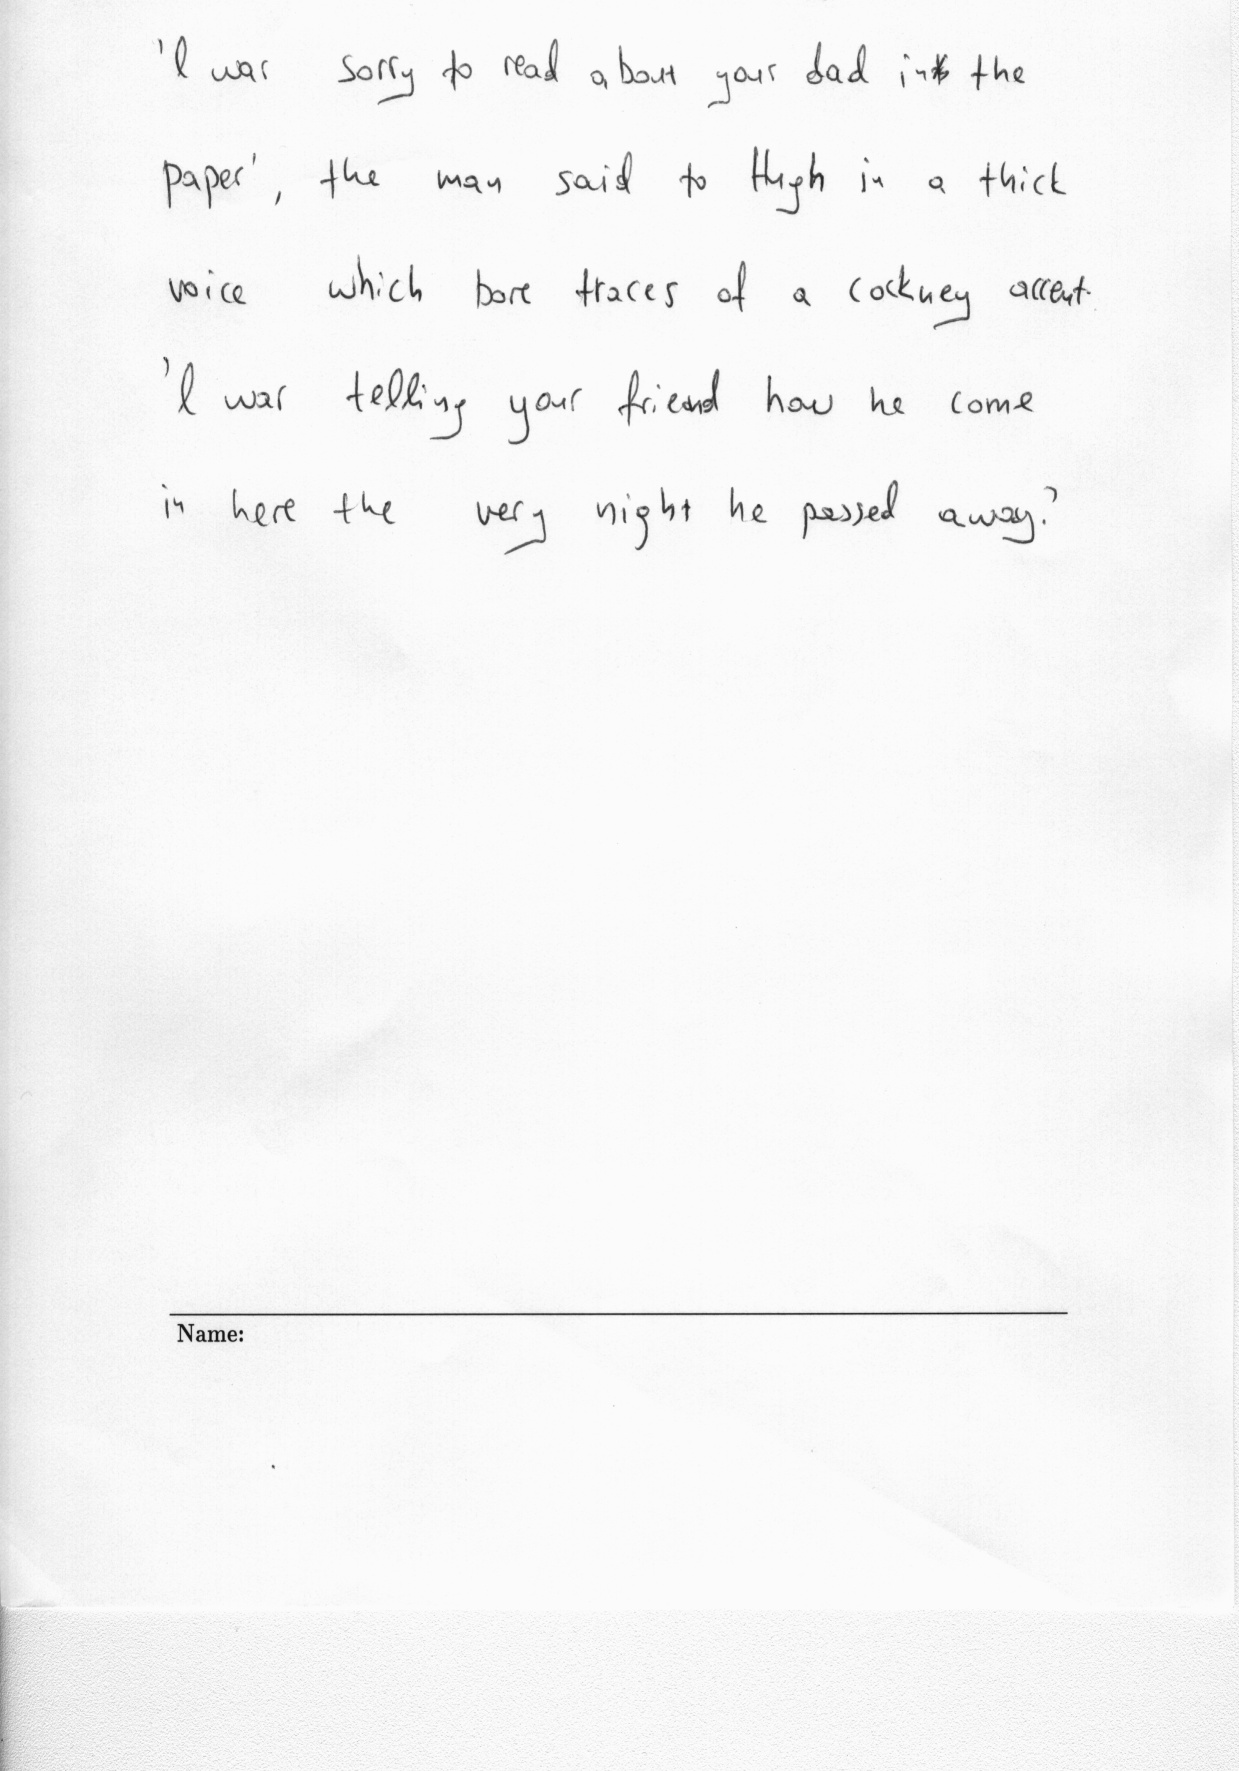 'I was sorry to read about your dad in the
paper', the man said to Hugh in a thick
voice which bore traces of a cockney accent.
'I was telling your friend how he come
in here the very night he passed away.'
Name: